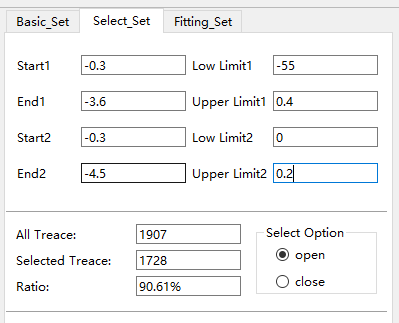 Basic_Set Select_Set Fitting_Set
Start1 -0.3 Low Limit1 -55
End1 -3.6 Upper Limit1 0.4
Start2 -0.3 Low Limit2 0
End2 -4.5 Upper Limit2 0.2
All Treace: 1907
Selected Treace: 1728
Ratio: 90.61%
Select Option
open
close